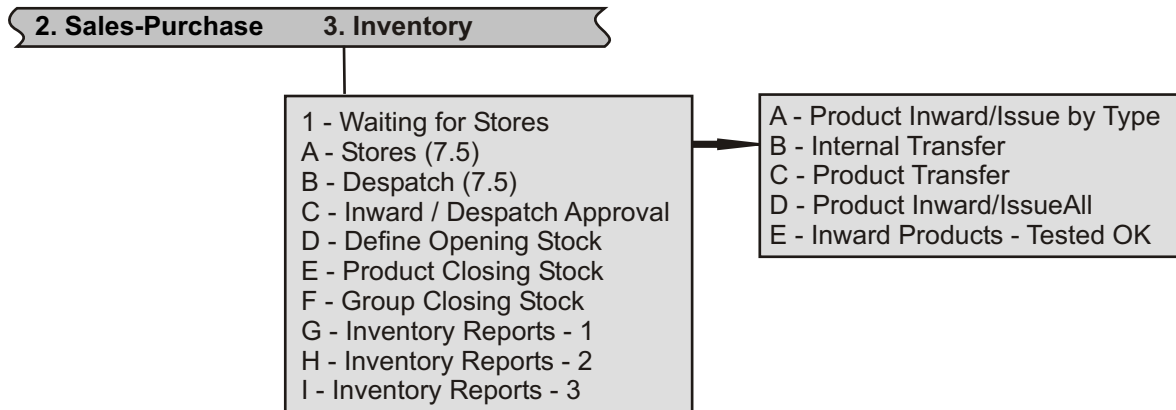 2. Sales-Purchase 3. Inventory
1 - Waiting for Stores
A - Stores (7.5)
B - Despatch (7.5)
C - Inward / Despatch Approval
D - Define Opening Stock
E - Product Closing Stock
F - Group Closing Stock
G - Inventory Reports - 1
H - Inventory Reports - 2
I - Inventory Reports - 3
A - Product Inward/Issue by Type
B - Internal Transfer
C - Product Transfer
D - Product Inward/IssueAll
E - Inward Products - Tested OK